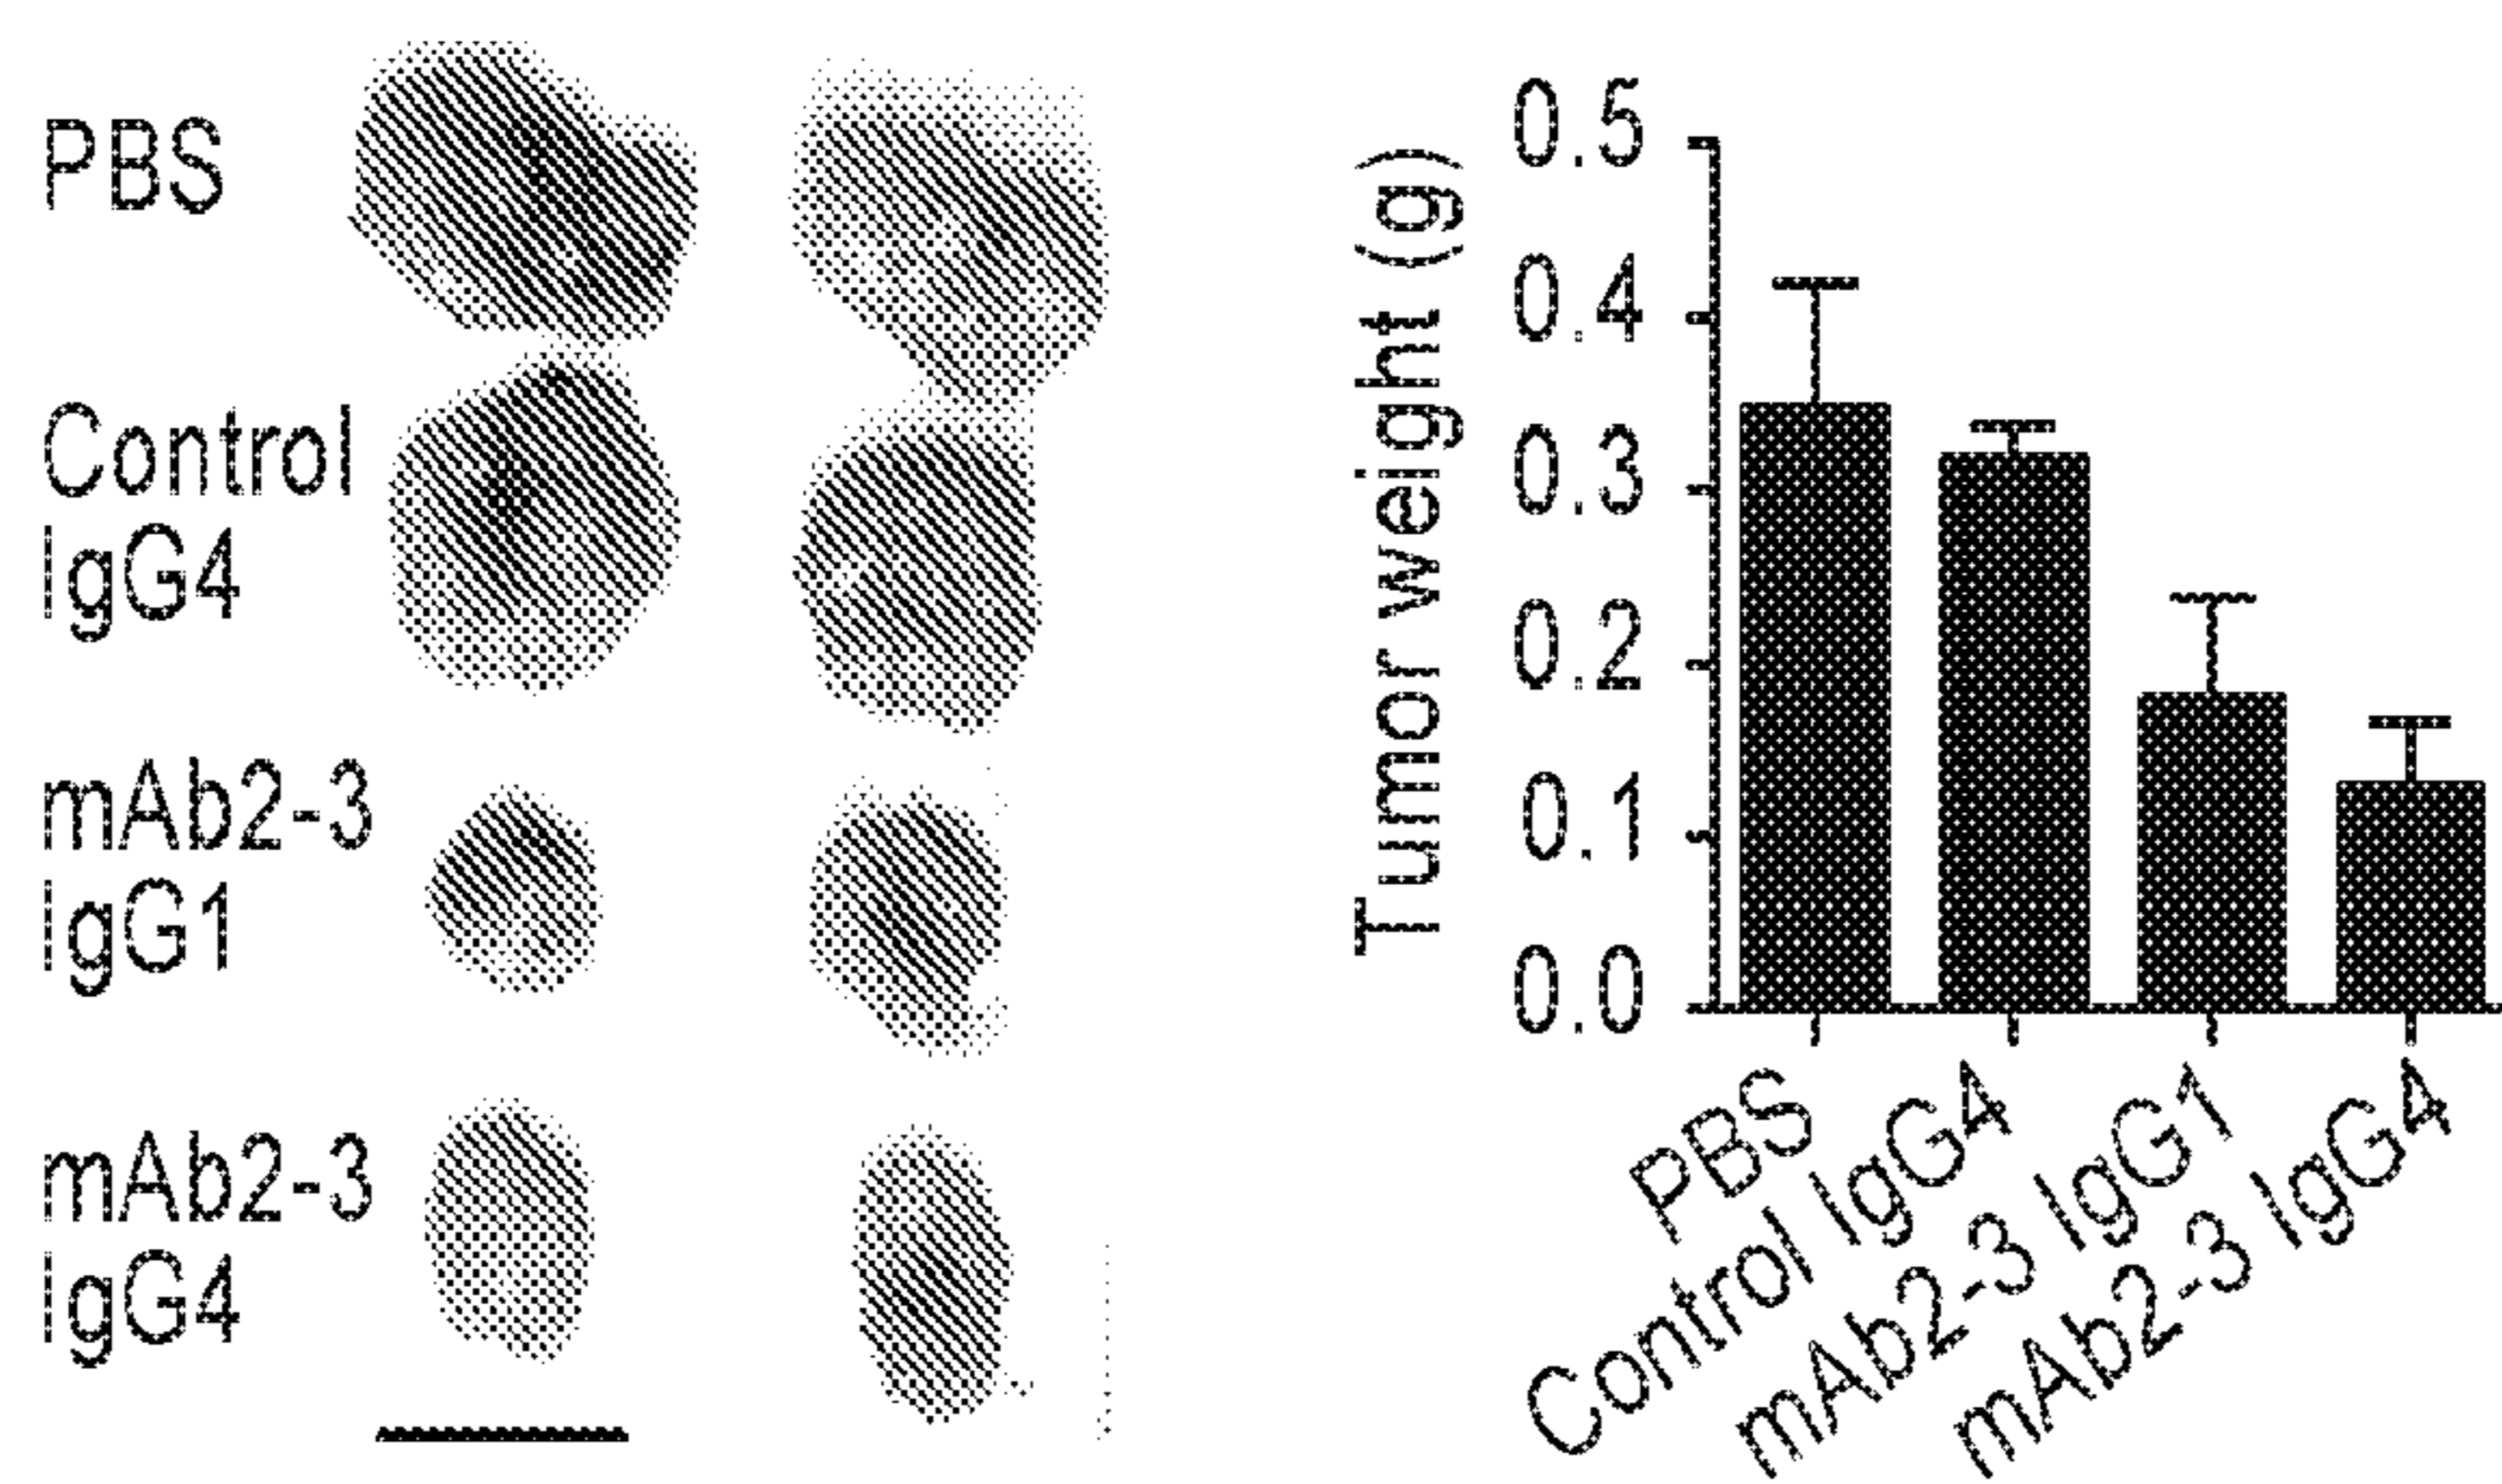 PBS
Control
IgG4
mAb2-3
IgG1
mAb2-3
IgG4
Tumor weight (g)
0.5
0.4
0.3
0.2
0.1
0.0
PBS
Control IgG4
mAb2-3 IgG1
mAb2-3 IgG4